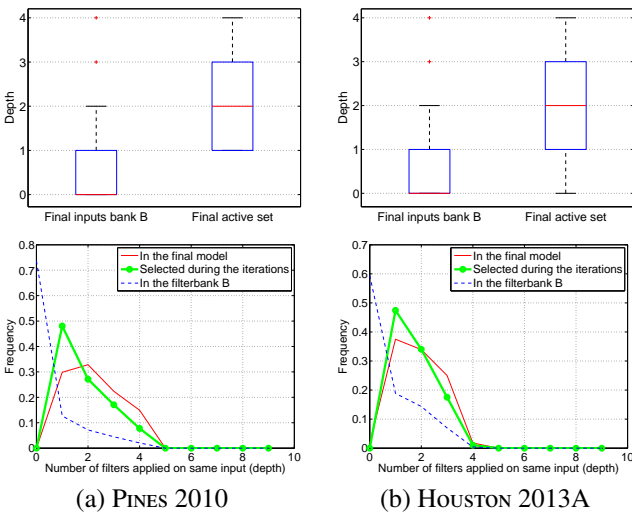 4
3
2
1
0
Depth
Final inputs bank B
Final active set
4
3
2
1
0
Depth
Final inputs bank B
Final active set
0.8
0.7
0.6
0.5
0.4
0.3
0.2
0.1
0
Frequency
In the final model
Selected during the iterations
In the filterbank B
0 2 4 6 8 10
Number of filters applied on same input (depth)
0.7
0.6
0.5
0.4
0.3
0.2
0.1
0
Frequency
In the final model
Selected during the iterations
In the filterbank B
0 2 4 6 8 10
Number of filters applied on same input (depth)
(a) PINES 2010
(b) HOUSTON 2013A